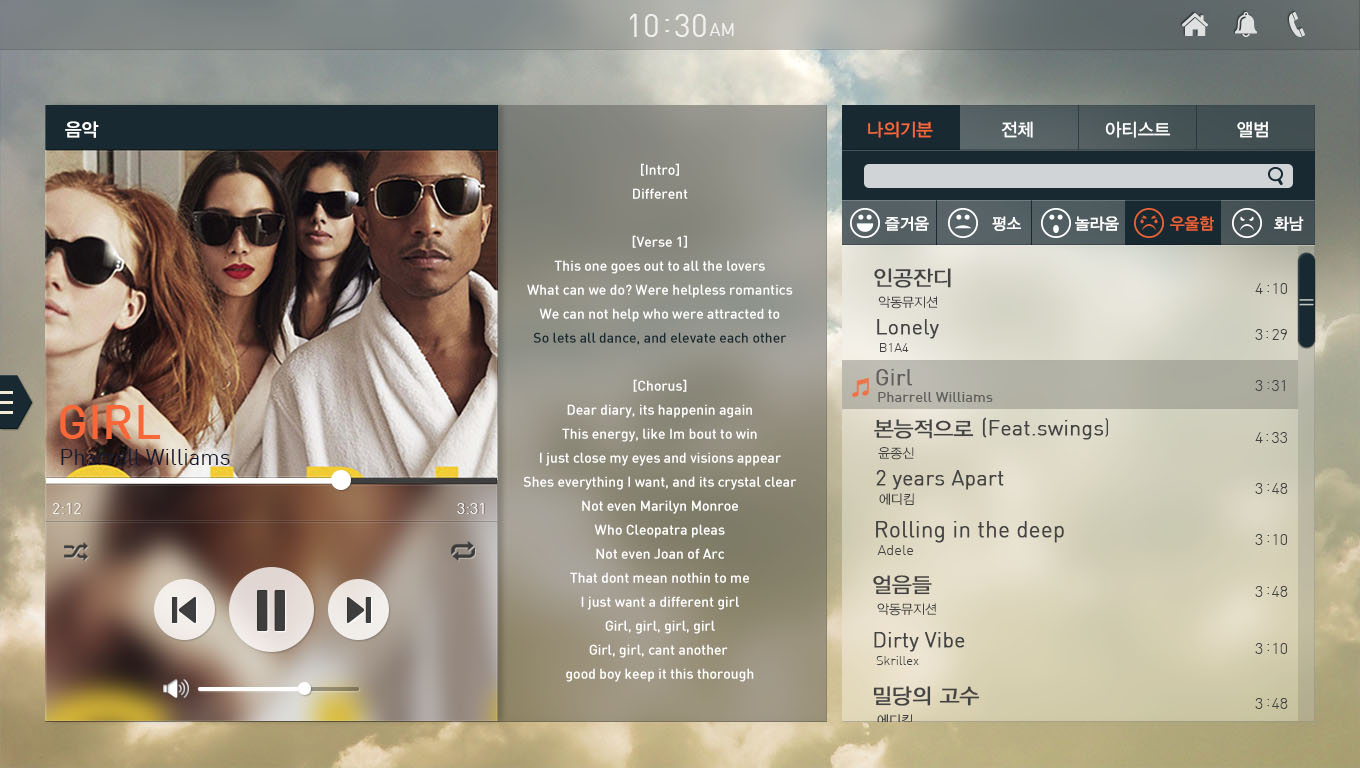 10:30AM
음악
GIRL
Pharrell Williams
2:12
3:31
[Intro]
Different
[Verse 1]
This one goes out to all the lovers
What can we do? Were helpless romantics
We can not help who were attracted to
So lets all dance, and elevate each other
[Chorus]
Dear diary, its happenin again
This energy, like Im bout to win
I just close my eyes and visions appear
Shes everything I want, and its crystal clear
Not even Marilyn Monroe
Who Cleopatra pleas
Not even Joan of Arc
That dont mean nothin to me
I just want a different girl
Girl, girl, girl, girl
Girl, girl, cant another
good boy keep it this thorough
나의기분 전체 아티스트 앨범
즐거움 평소 놀라움 우울함 화남
인공잔디 4:10
악동뮤지션
Lonely 3:29
B1A4
Girl 3:31
Pharrell Williams
본능적으로 (Feat.swings) 4:33
윤종신
2 years Apart 3:48
에디킴
Rolling in the deep 3:10
Adele
얼음들 3:48
악동뮤지션
Dirty Vibe 3:10
Skrillex
밀당의 고수 3:48
에디킴